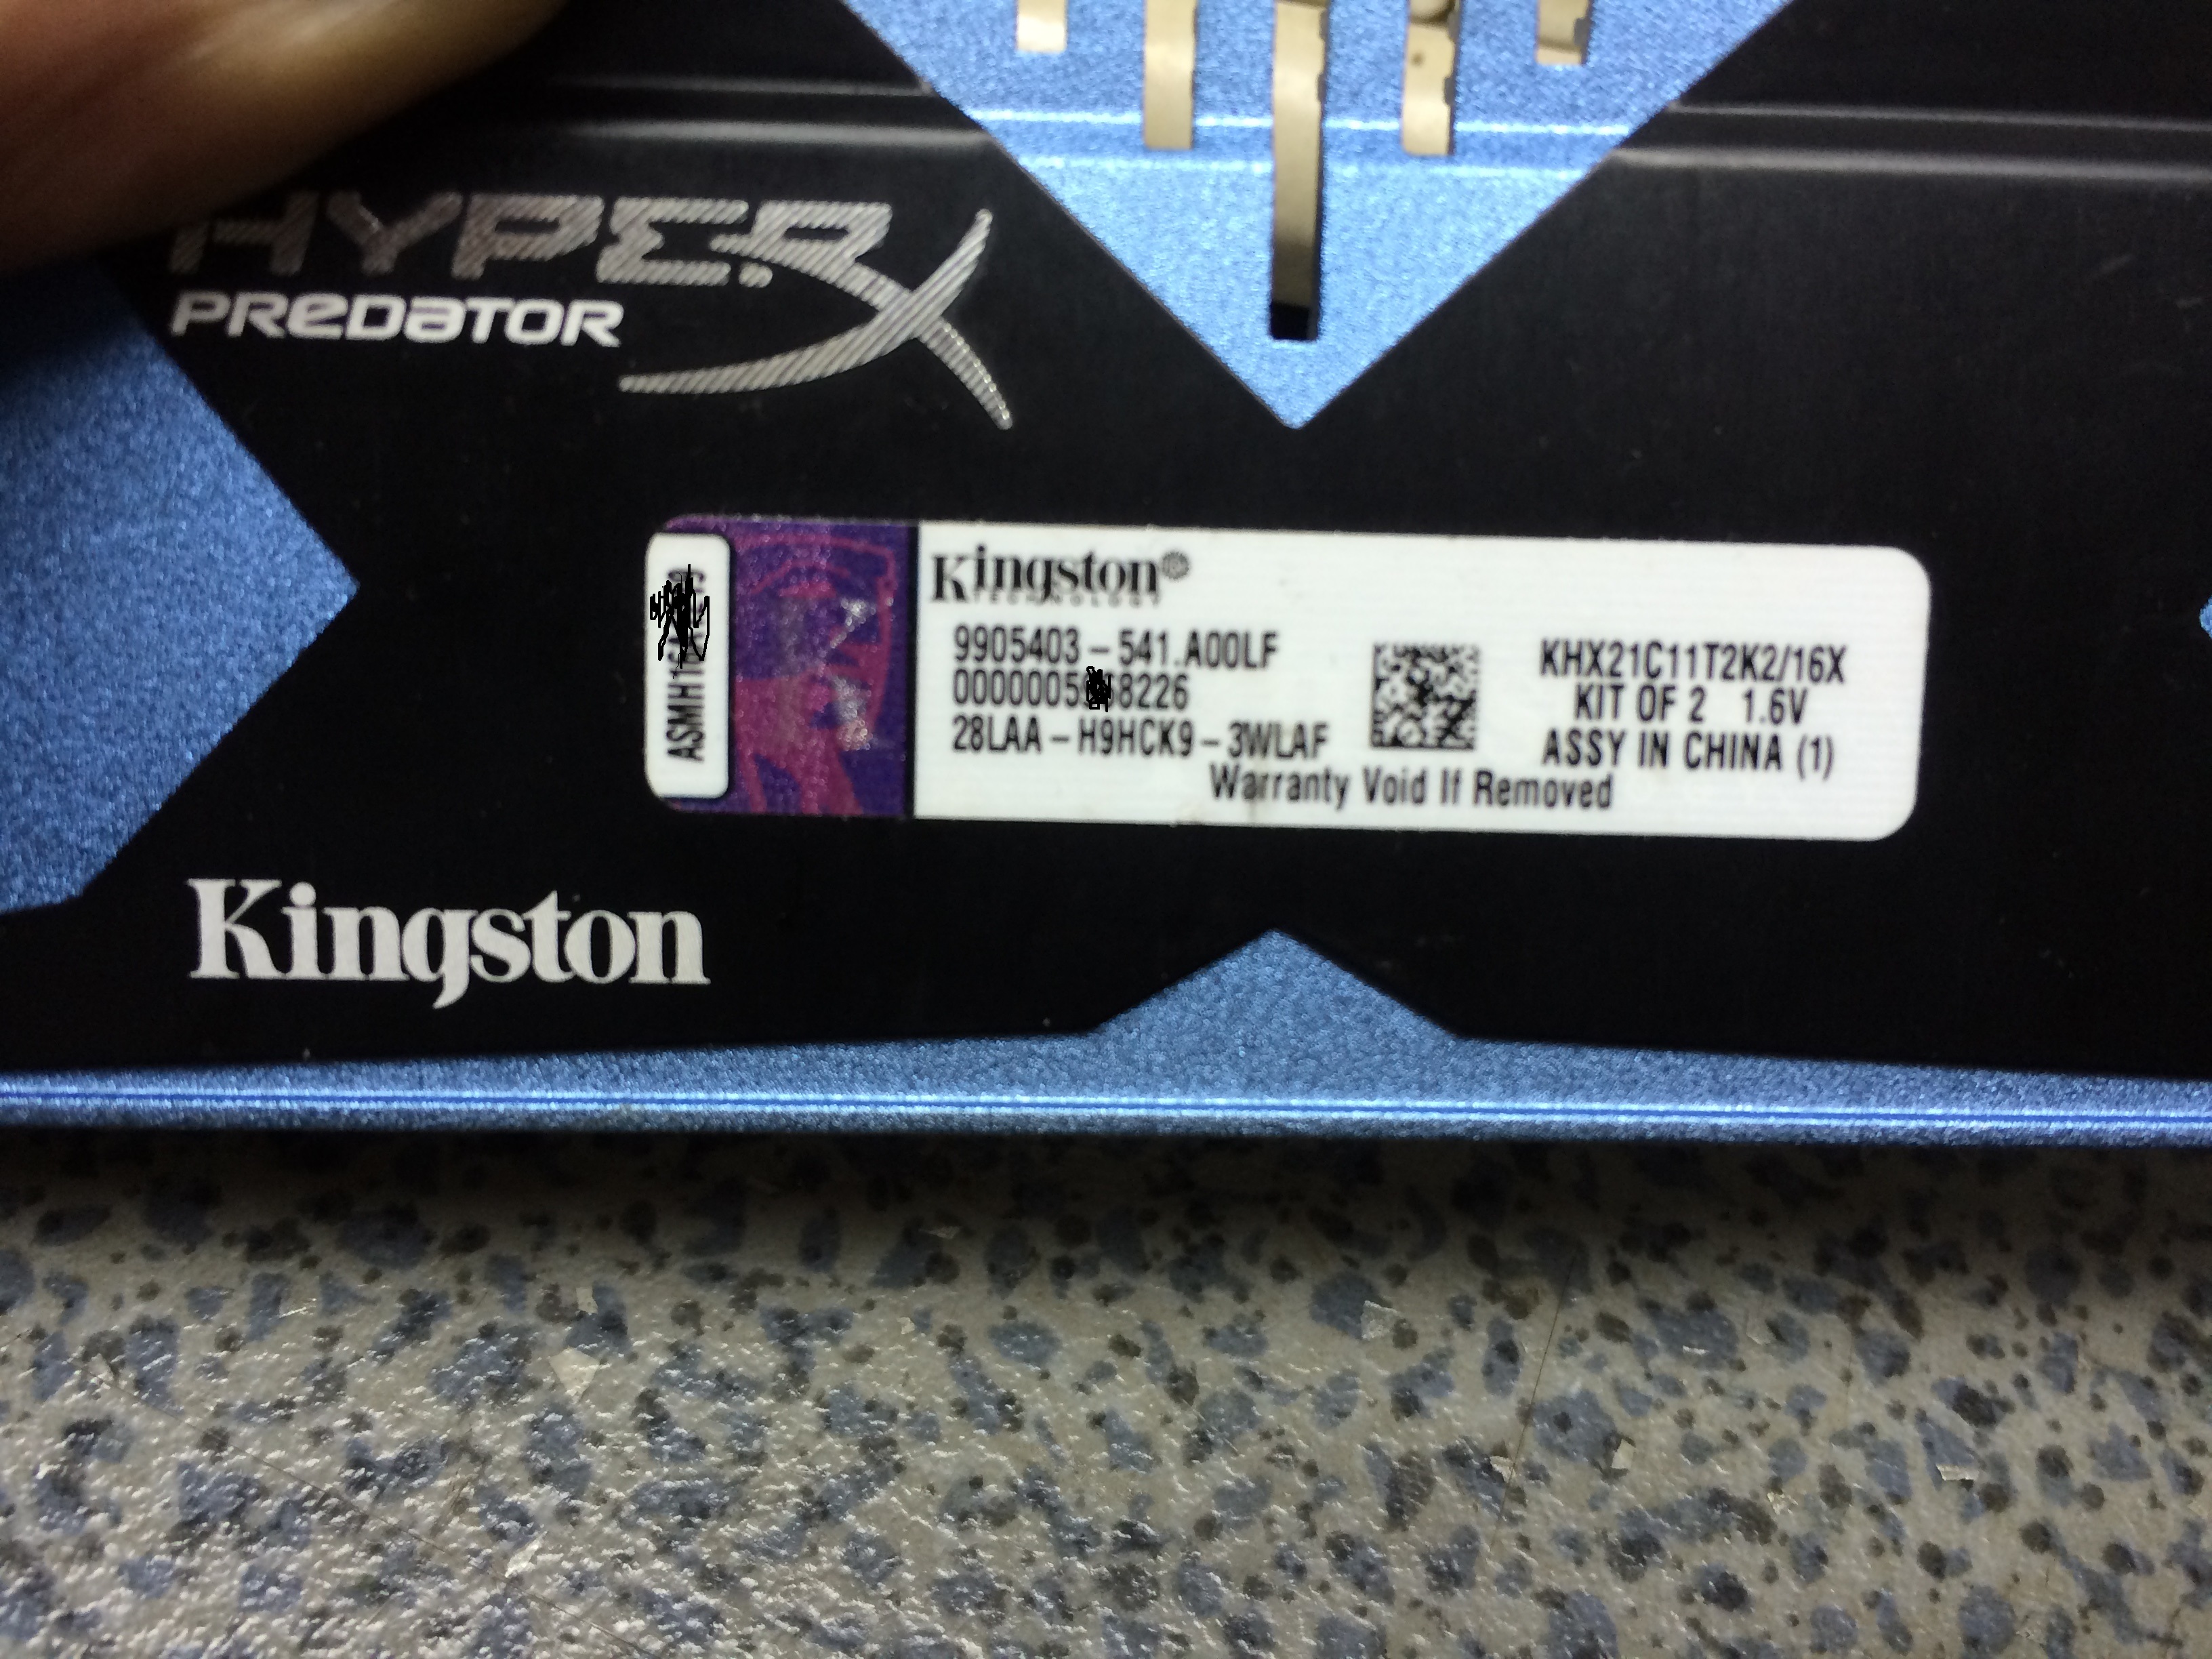 HYPERX
PREDATOR
Kingston®
TECHNOLOGY
9905403-541.A00LF
28LAA-H9HCK9-3WLAF
KHX21C11T2K2/16X
KIT OF 2 1.6V
ASSY IN CHINA (1)
Warranty Void If Removed
Kingston